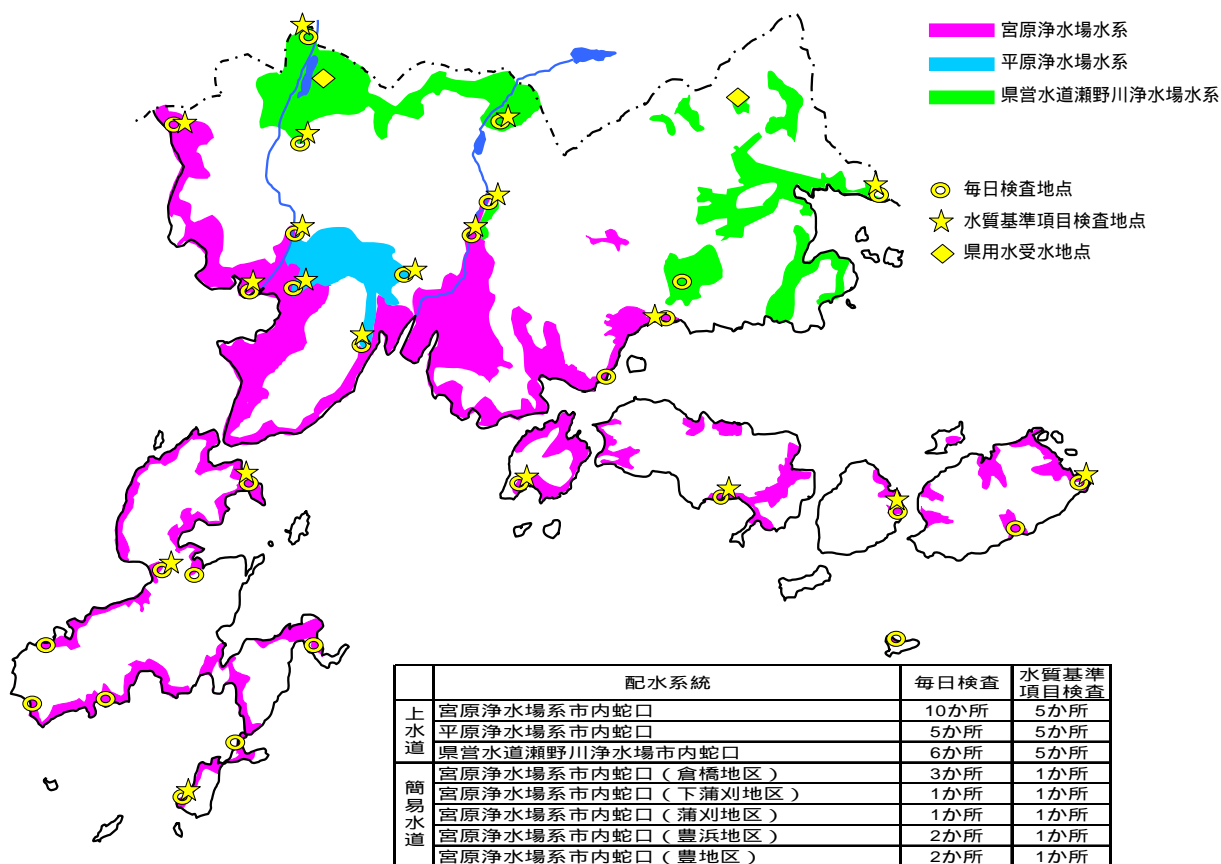 宮原浄水場水系
平原浄水場水系
県営水道瀬野川浄水場水系
毎日検査地点
水質基準項目検査地点
県用水受水地点
配水系統 毎日検査 水質基準項目検査
上水道
宮原浄水場系市内蛇口 10か所 5か所
平原浄水場系市内蛇口 5か所 5か所
県営水道瀬野川浄水場市内蛇口 6か所 5か所
簡易水道
宮原浄水場系市内蛇口(倉橋地区) 3か所 1か所
宮原浄水場系市内蛇口(下蒲刈地区) 1か所 1か所
宮原浄水場系市内蛇口(蒲刈地区) 1か所 1か所
宮原浄水場系市内蛇口(豊浜地区) 2か所 1か所
宮原浄水場系市内蛇口(豊地区) 2か所 1か所